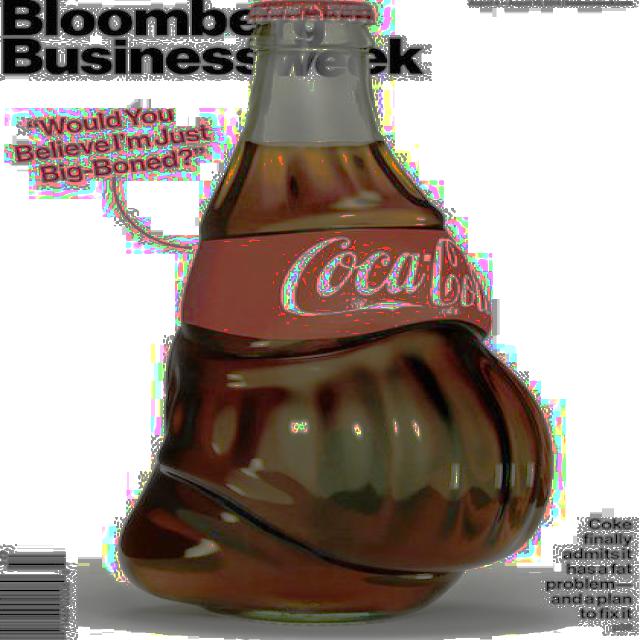 Bloomberg
Businessweek
“Would You
Believe I'm Just
Big-Boned?”
Coca-Cola
Coke
finally
admits it
has a fat
problem—
and a plan
to fix it